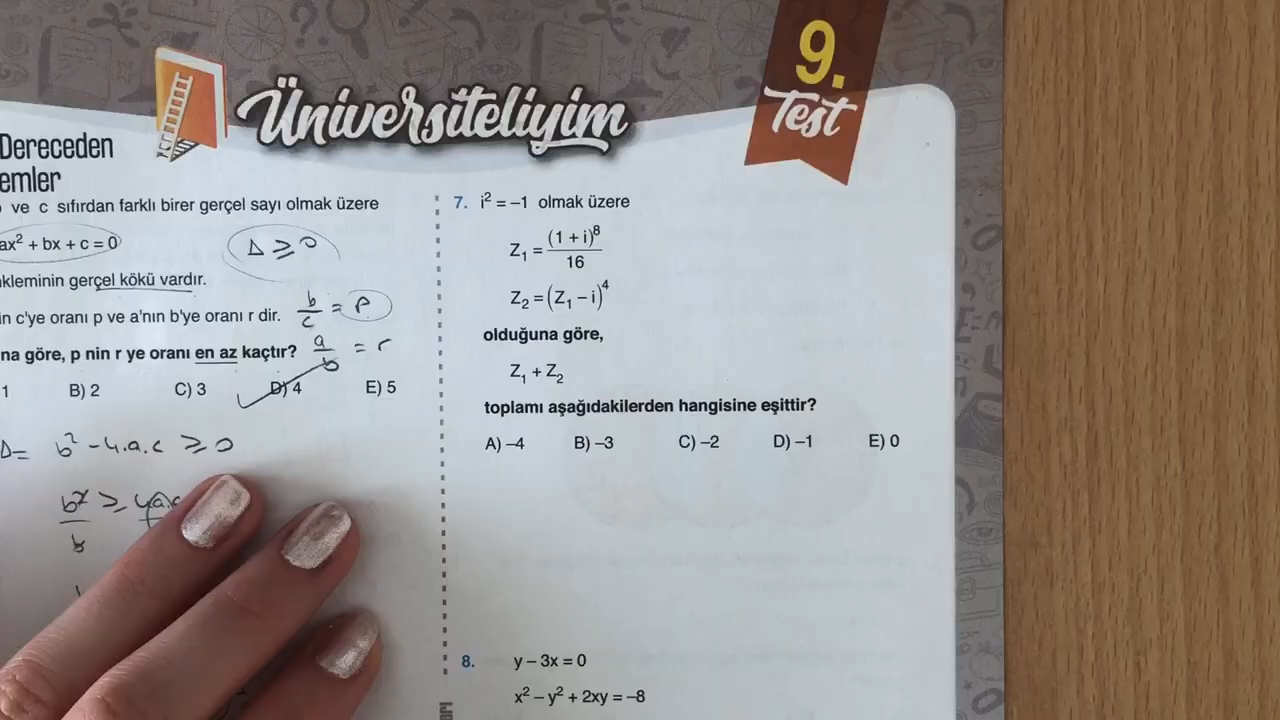 9.
Test
Üniversiteliyim
Dereceden
emler
ve c sıfırdan farklı birer gerçel sayı olmak üzere
ax² + bx + c = 0
Δ ≥ 0
kleminin gerçel kökü vardır.
in c'ye oranı p ve a'nın b'ye oranı r dir.
b/c = p
na göre, p nin r ye oranı en az kaçtır?
a/b = r
1 B) 2 C) 3 D) 4 E) 5
Δ= b² – 4.a.c ≥ 0
b² ≥ 4a.c
b
7. i² = –1 olmak üzere
Z₁ = (1 + i)⁸ / 16
Z₂ = (Z₁ – i)⁴
olduğuna göre,
Z₁ + Z₂
toplamı aşağıdakilerden hangisine eşittir?
A) –4 B) –3 C) –2 D) –1 E) 0
8. y – 3x = 0
x² – y² + 2xy = –8